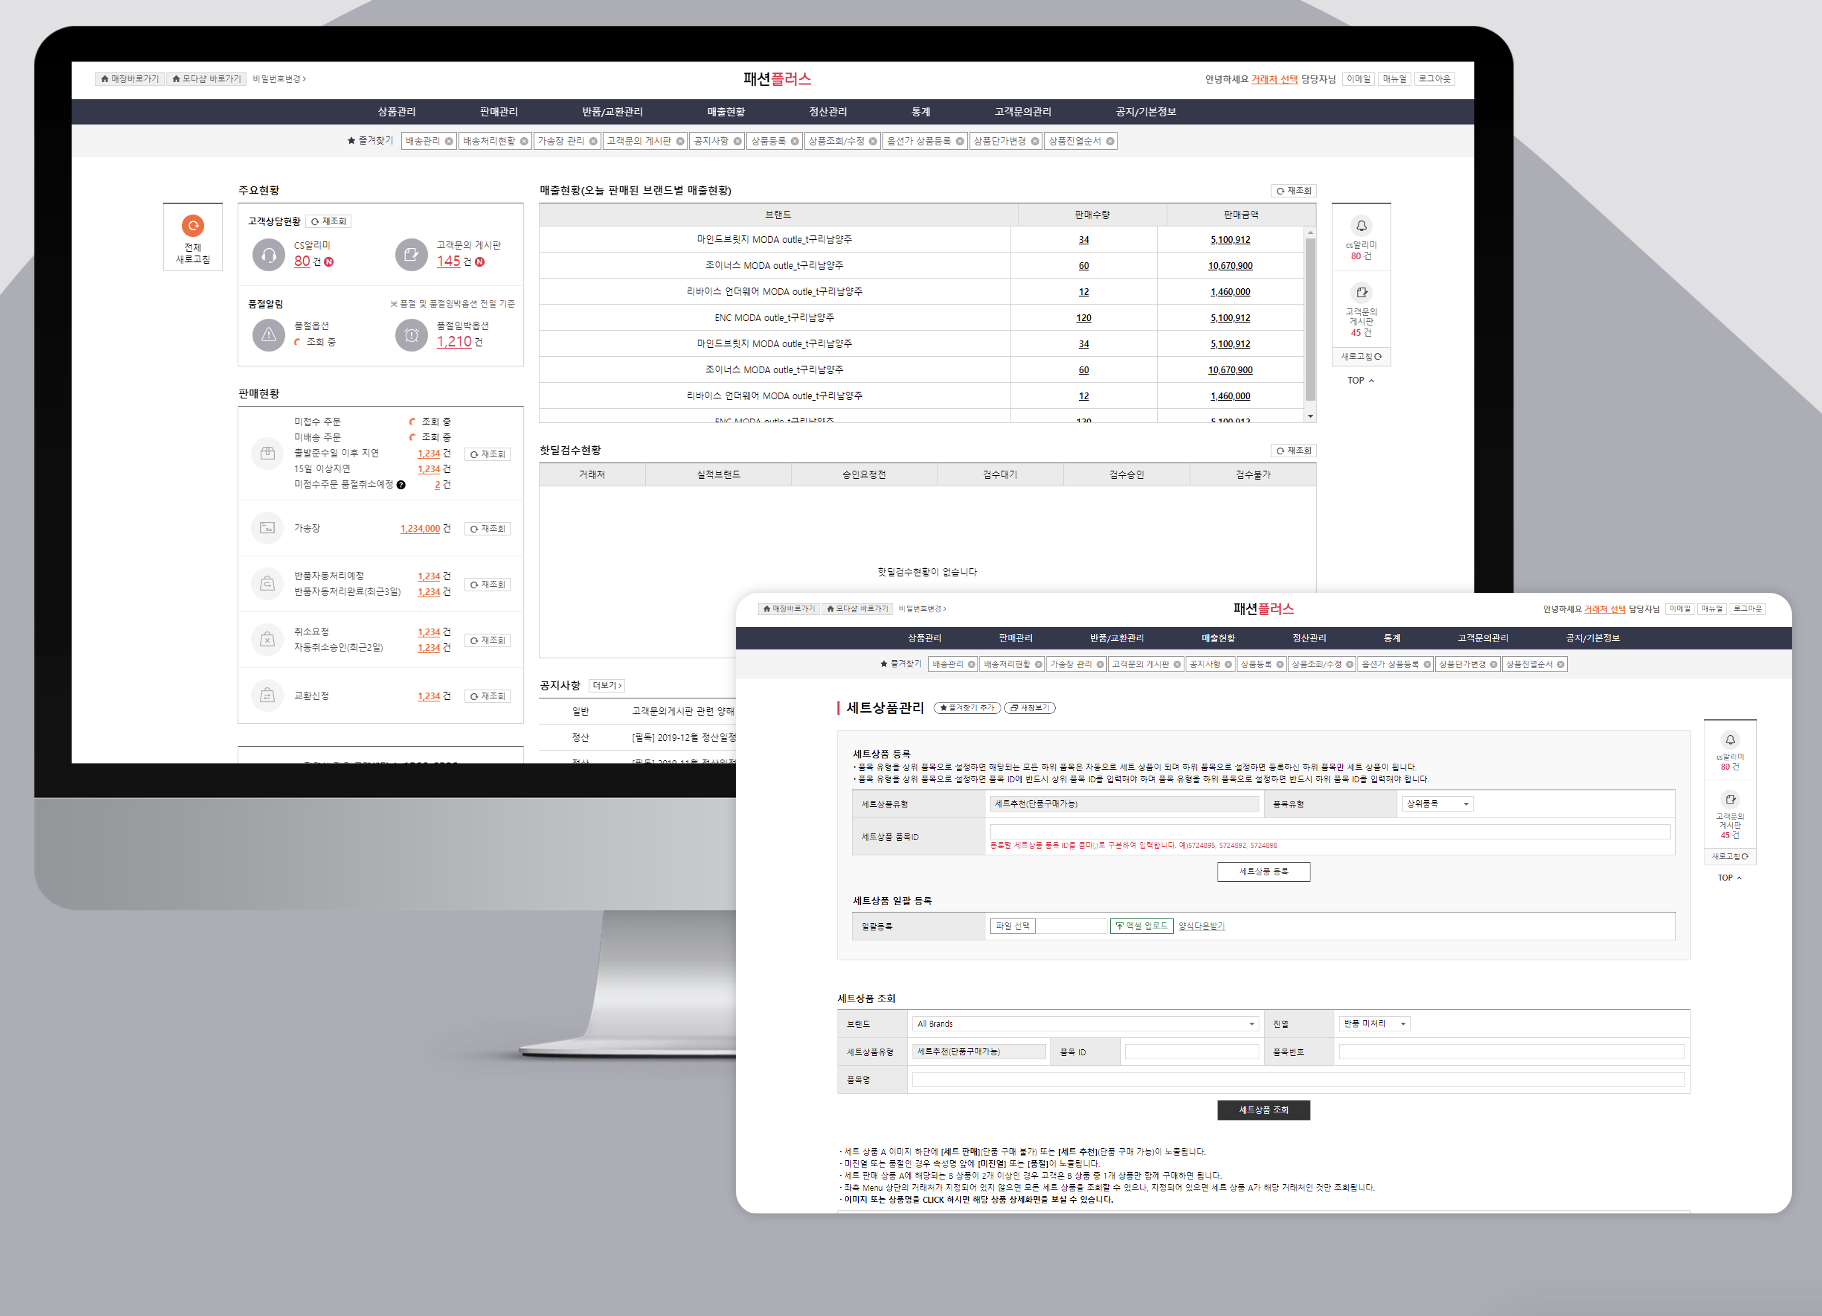 매장바로가기 모다샵 바로가기 비밀번호변경 >
패션플러스
안녕하세요 거래처 선택 담당자님 이메일 매뉴얼 로그아웃
상품관리 판매관리 반품/교환관리 매출현황 정산관리 통계 고객문의관리 공지/기본정보
★ 즐겨찾기 배송관리 배송처리현황 가송장 관리 고객문의 게시판 공지사항 상품등록 상품조회/수정 옵션가 상품등록 상품단가변경 상품진열순서
전체
새로고침
주요현황
고객상담현황 재조회
CS알리미
80 건 N
고객문의 게시판
145 건 N
품절알림 ※ 품절 및 품절임박옵션 전일 기준
품절옵션
조회 중
품절임박옵션
1,210 건
판매현황
미접수 주문 조회 중
미배송 주문 조회 중
출발준수일 이후 지연 1,234 건 재조회
15일 이상지연 1,234 건
미접수주문 품절취소예정 ? 2 건
가송장 1,234,000 건 재조회
반품자동처리예정 1,234 건
반품자동처리완료(최근3일) 1,234 건 재조회
취소요청 1,234 건
자동취소승인(최근2일) 1,234 건 재조회
교환신청 1,234 건 재조회
매출현황(오늘 판매된 브랜드별 매출현황) 재조회
브랜드 판매수량 판매금액
마인드브릿지 MODA outle_t구리남양주 34 5,100,912
조이너스 MODA outle_t구리남양주 60 10,670,900
리바이스 언더웨어 MODA outle_t구리남양주 12 1,460,000
ENC MODA outle_t구리남양주 120 5,100,912
마인드브릿지 MODA outle_t구리남양주 34 5,100,912
조이너스 MODA outle_t구리남양주 60 10,670,900
리바이스 언더웨어 MODA outle_t구리남양주 12 1,460,000
ENC MODA outle_t구리남양주 120 5,100,912
핫딜검수현황 재조회
거래처 실적브랜드 승인요청전 검수대기 검수승인 검수불가
핫딜검수현황이 없습니다
공지사항 더보기 >
일반 고객문의게시판 관련 양해
정산 [필독] 2019-12월 정산일정
정산 [필독] 2019-11월 정산일정
cs알리미
80 건
고객문의
게시판
45 건
새로고침
TOP
매장바로가기 모다샵 바로가기 비밀번호변경 >
패션플러스
안녕하세요 거래처 선택 담당자님 이메일 매뉴얼 로그아웃
상품관리 판매관리 반품/교환관리 매출현황 정산관리 통계 고객문의관리 공지/기본정보
★ 즐겨찾기 배송관리 배송처리현황 가송장 관리 고객문의 게시판 공지사항 상품등록 상품조회/수정 옵션가 상품등록 상품단가변경 상품진열순서
세트상품관리 ★ 즐겨찾기 추가 새창보기
세트상품 등록
· 품목 유형을 상위 품목으로 설정하면 해당되는 모든 하위 품목은 자동으로 세트 상품이 되며 하위 품목으로 설정하면 등록하신 하위 품목만 세트 상품이 됩니다.
· 품목 유형을 상위 품목으로 설정하면 품목 ID에 반드시 상위 품목 ID를 입력해야 하며 품목 유형을 하위 품목으로 설정하면 반드시 하위 품목 ID를 입력해야 합니다.
세트상품유형 세트추천(단품구매가능) 품목유형 상위품목
세트상품 품목ID
등록할 세트상품 품목 ID를 콤마(,)로 구분하여 입력합니다. 예)5724895, 5724892, 5724898
세트상품 등록
세트상품 일괄 등록
일괄등록 파일 선택 엑셀 업로드 양식다운받기
세트상품 조회
브랜드 All Brands 진열 반품 미처리
세트상품유형 세트추천(단품구매가능) 품목 ID 품목번호
품목명
세트상품 조회
· 세트 상품 A 이미지 하단에 [세트 판매](단품 구매 불가) 또는 [세트 추천](단품 구매 가능)이 노출됩니다.
· 미진열 또는 품절인 경우 속성명 앞에 [미진열] 또는 [품절]이 노출됩니다.
· 세트 판매 상품 A에 해당되는 B 상품이 2개 이상인 경우 고객은 B 상품 중 1개 상품만 함께 구매하면 됩니다.
· 좌측 Menu 상단의 거래처가 지정되어 있지 않으면 모든 세트 상품을 조회할 수 있으나, 지정되어 있으면 세트 상품 A가 해당 거래처인 것만 조회됩니다.
· 이미지 또는 상품명을 CLICK 하시면 해당 상품 상세화면을 보실 수 있습니다.
cs알리미
80 건
고객문의
게시판
45 건
새로고침
TOP